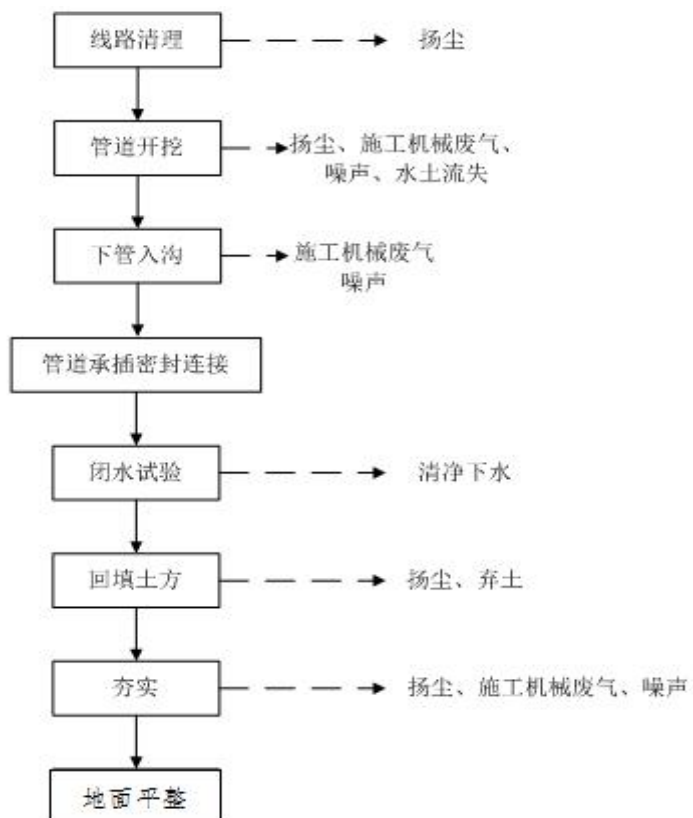 线路清理
扬尘
管道开挖
扬尘、施工机械废气、
噪声、水土流失
下管入沟
施工机械废气
噪声
管道承插密封连接
闭水试验
清净下水
回填土方
扬尘、弃土
夯实
扬尘、施工机械废气、噪声
地面平整